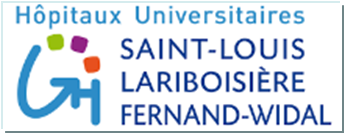 Hôpitaux Universitaires
SAINT-LOUIS
LARIBOISIÈRE
FERNAND-WIDAL